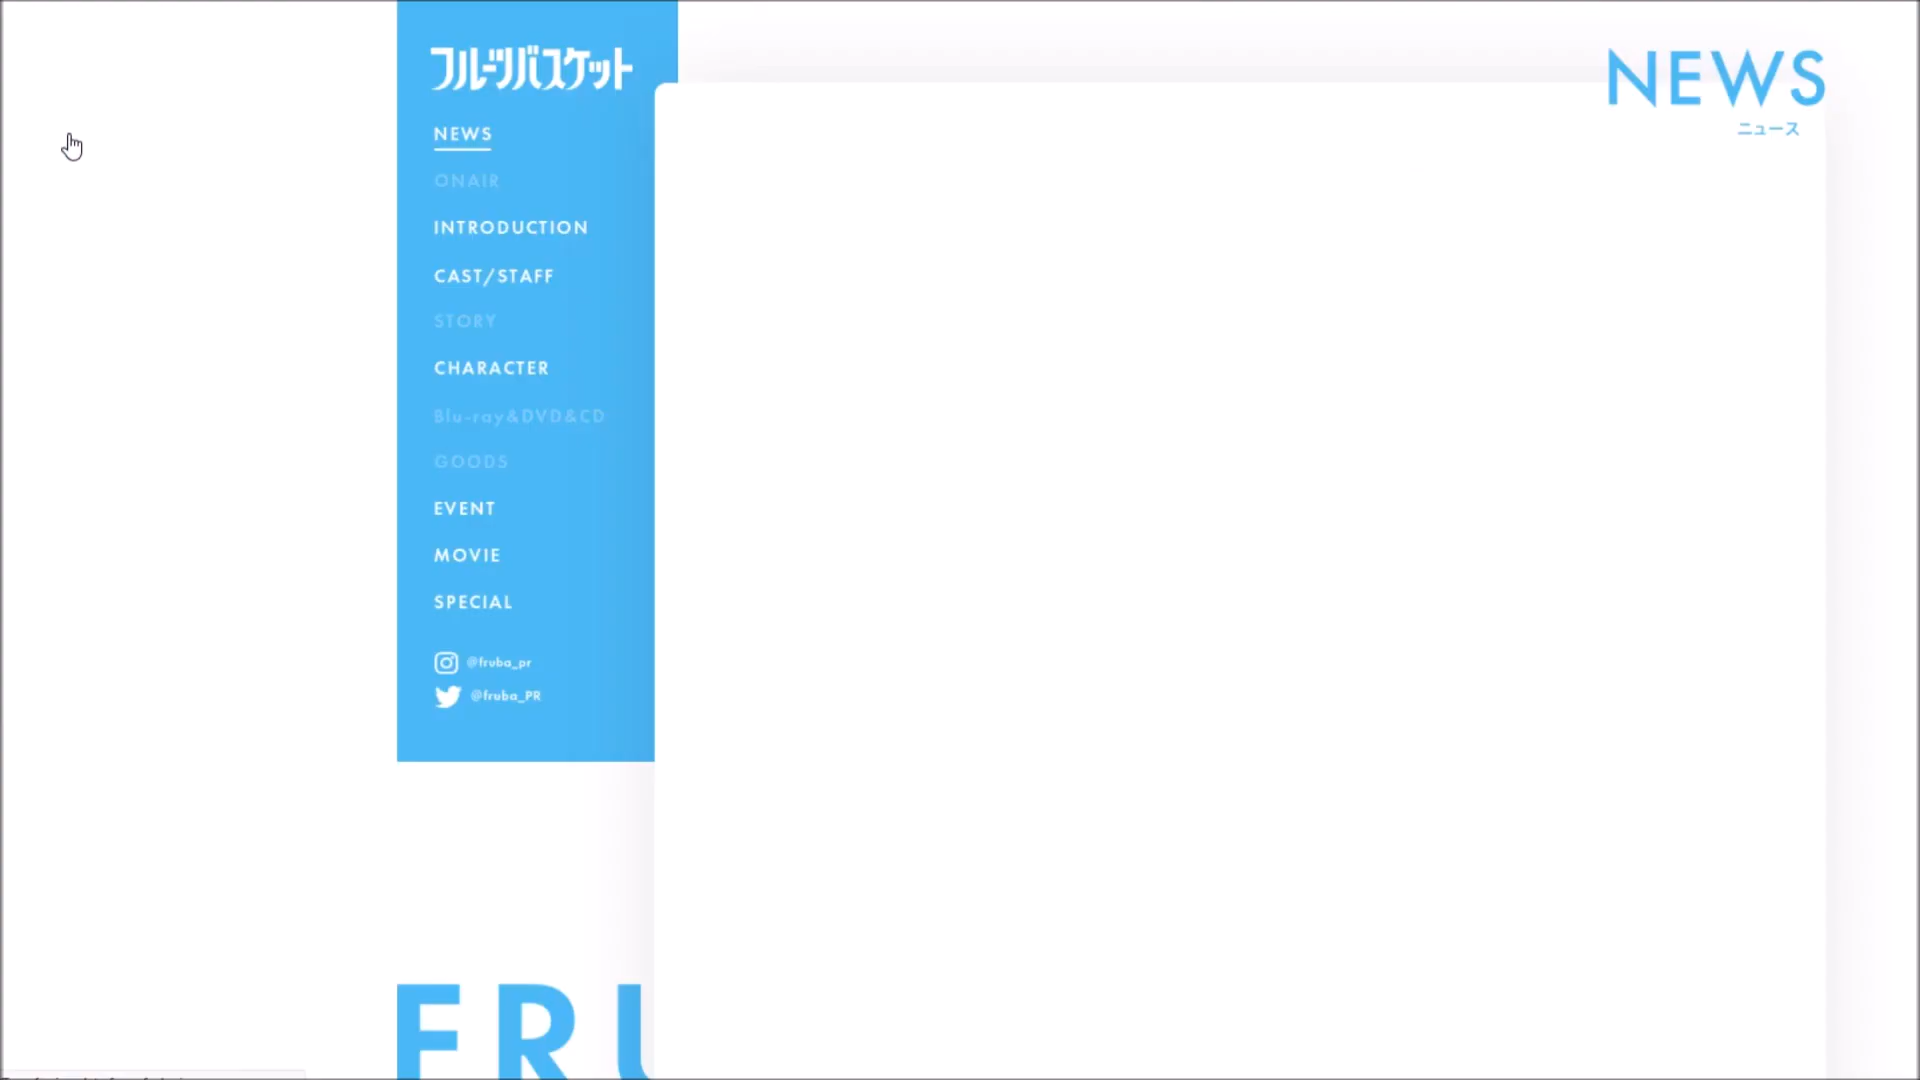 フルーツバスケット
NEWS
ニュース
NEWS
ONAIR
INTRODUCTION
CAST/STAFF
STORY
CHARACTER
Blu-ray&DVD&CD
GOODS
EVENT
MOVIE
SPECIAL
@fruba_pr
@fruba_PR
FRU